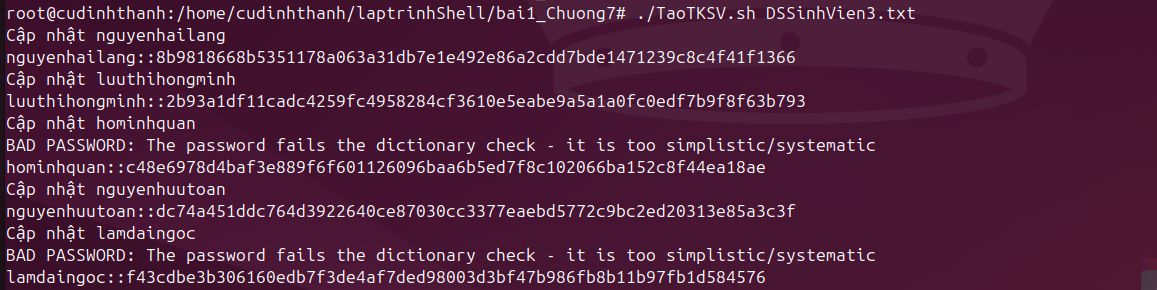 root@cudinhthanh:/home/cudinhthanh/laptrinhShell/bai1_Chuong7# ./TaoTKSV.sh DSSinhVien3.txt
Cập nhật nguyenhailang
nguyenhailang::8b9818668b5351178a063a31db7e1e492e86a2cdd7bde1471239c8c4f41f1366
Cập nhật luuthihongminh
luuthihongminh::2b93a1df11cadc4259fc4958284cf3610e5eabe9a5a1a0fc0edf7b9f8f63b793
Cập nhật hominhquan
BAD PASSWORD: The password fails the dictionary check - it is too simplistic/systematic
hominhquan::c48e6978d4baf3e889f6f601126096baa6b5ed7f8c102066ba152c8f44ea18ae
Cập nhật nguyenhuutoan
nguyenhuutoan::dc74a451ddc764d3922640ce87030cc3377eaebd5772c9bc2ed20313e85a3c3f
Cập nhật lamdaingoc
BAD PASSWORD: The password fails the dictionary check - it is too simplistic/systematic
lamdaingoc::f43cdbe3b306160edb7f3de4af7ded98003d3bf47b986fb8b11b97fb1d584576